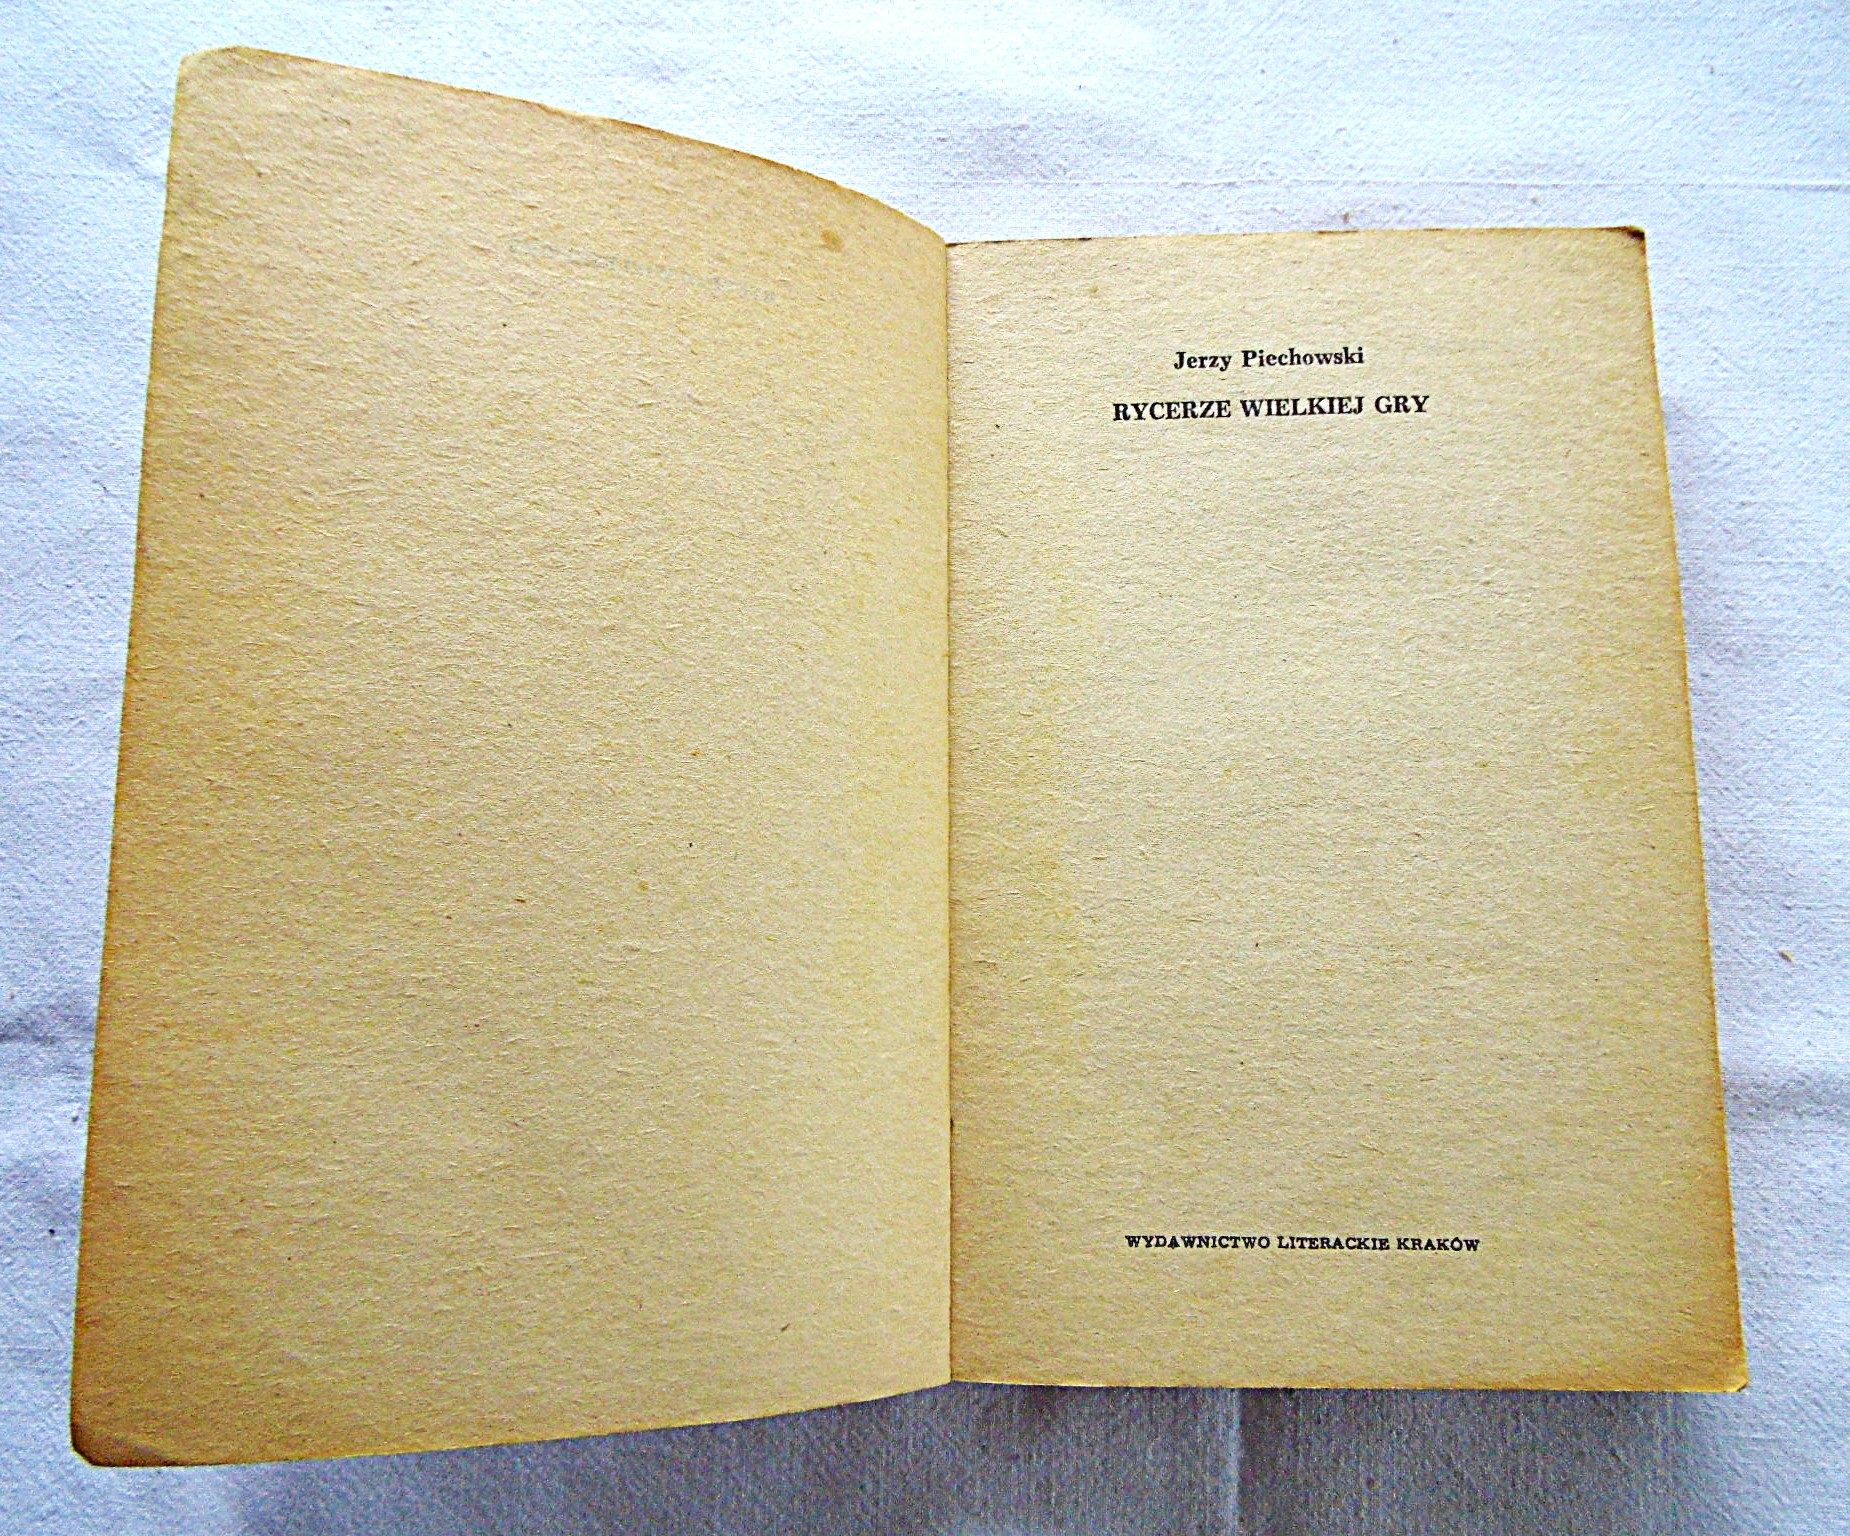 Jerzy Piechowski
RYCERZE WIELKIEJ GRY
WYDAWNICTWO LITERACKIE KRAKÓW